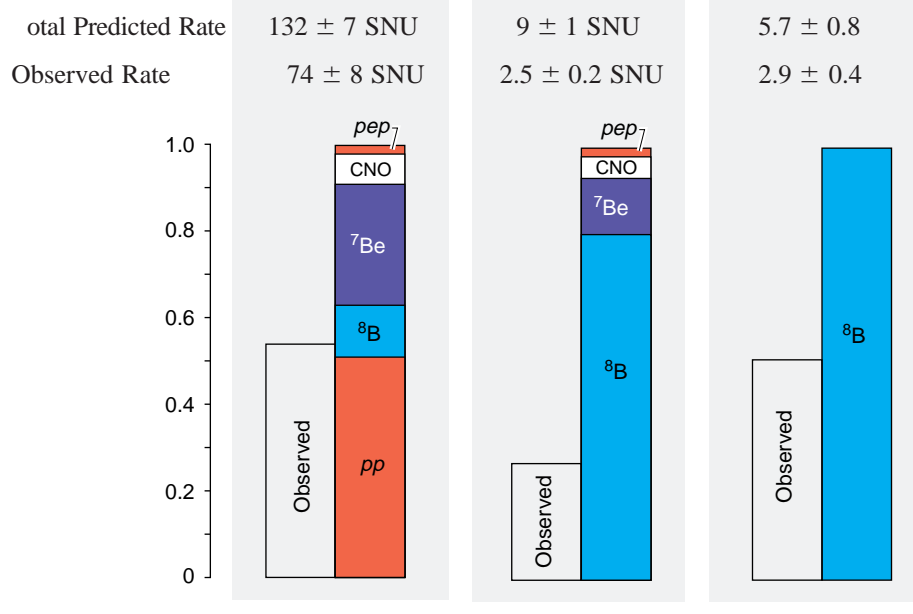 otal Predicted Rate 132 ± 7 SNU 9 ± 1 SNU 5.7 ± 0.8
Observed Rate 74 ± 8 SNU 2.5 ± 0.2 SNU 2.9 ± 0.4
pep pep
1.0
CNO CNO
7Be 7Be
0.8
0.6
8B 8B 8B
0.4
Observed pp Observed Observed
0.2
0